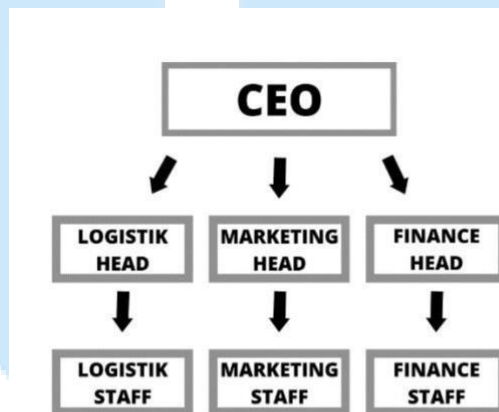 CEO
LOGISTIK
HEAD
MARKETING
HEAD
FINANCE
HEAD
LOGISTIK
STAFF
MARKETING
STAFF
FINANCE
STAFF